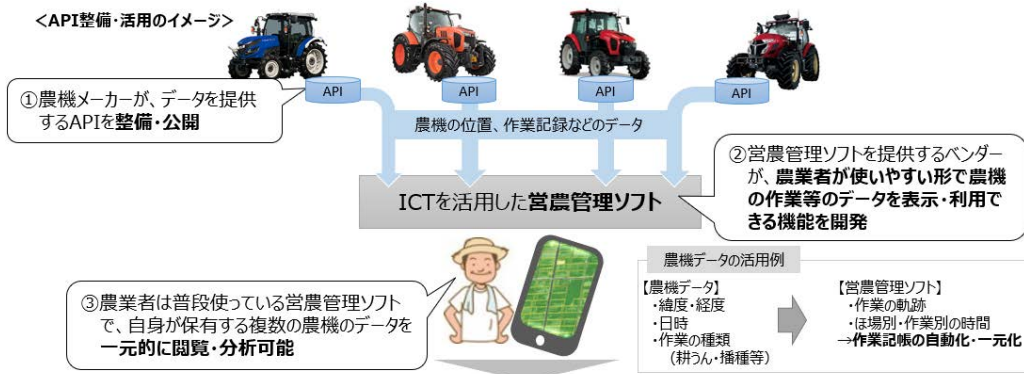 ＜API整備･活用のイメージ＞
API
API
API
API
①農機メーカーが、データを提供
するAPIを整備･公開
農機の位置、作業記録などのデータ
②営農管理ソフトを提供するベンダー
が、農業者が使いやすい形で農機
の作業等のデータを表示･利用で
きる機能を開発
ICTを活用した営農管理ソフト
③農業者は普段使っている営農管理ソフト
で、自身が保有する複数の農機のデータを
一元的に閲覧･分析可能
農機データの活用例
【農機データ】
･緯度･経度
･日時
･作業の種類
（耕うん･播種等）
【営農管理ソフト】
･作業の軌跡
･ほ場別･作業別の時間
→作業記帳の自動化･一元化